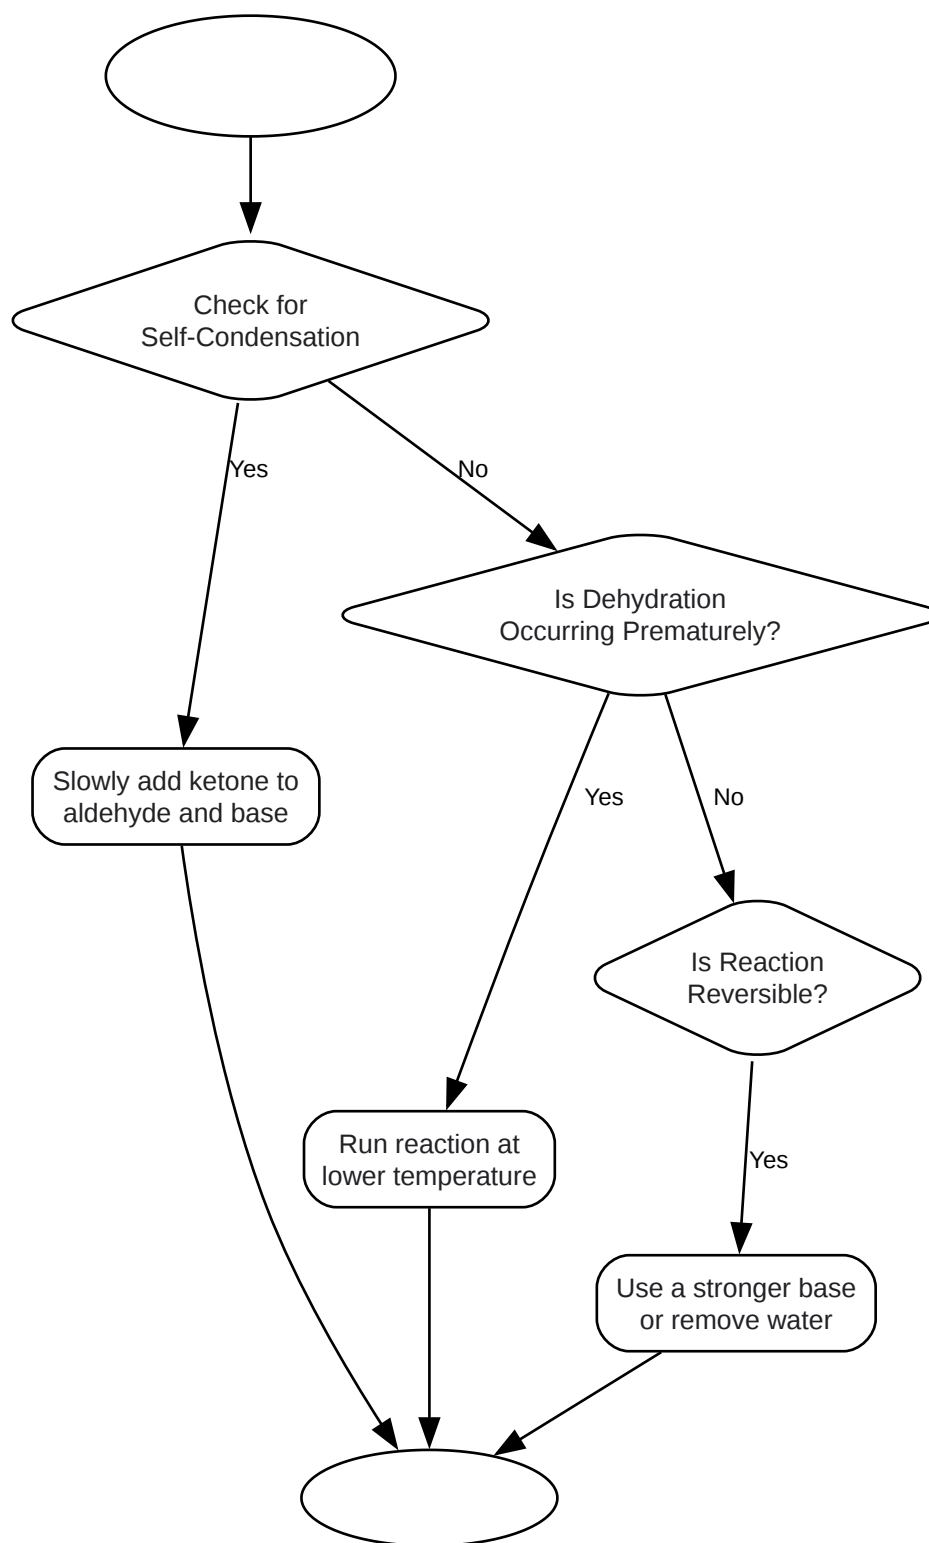 Check for
Self-Condensation
Yes
No
Is Dehydration
Occurring Prematurely?
Slowly add ketone to
aldehyde and base
Yes
No
Is Reaction
Reversible?
Run reaction at
lower temperature
Yes
Use a stronger base
or remove water